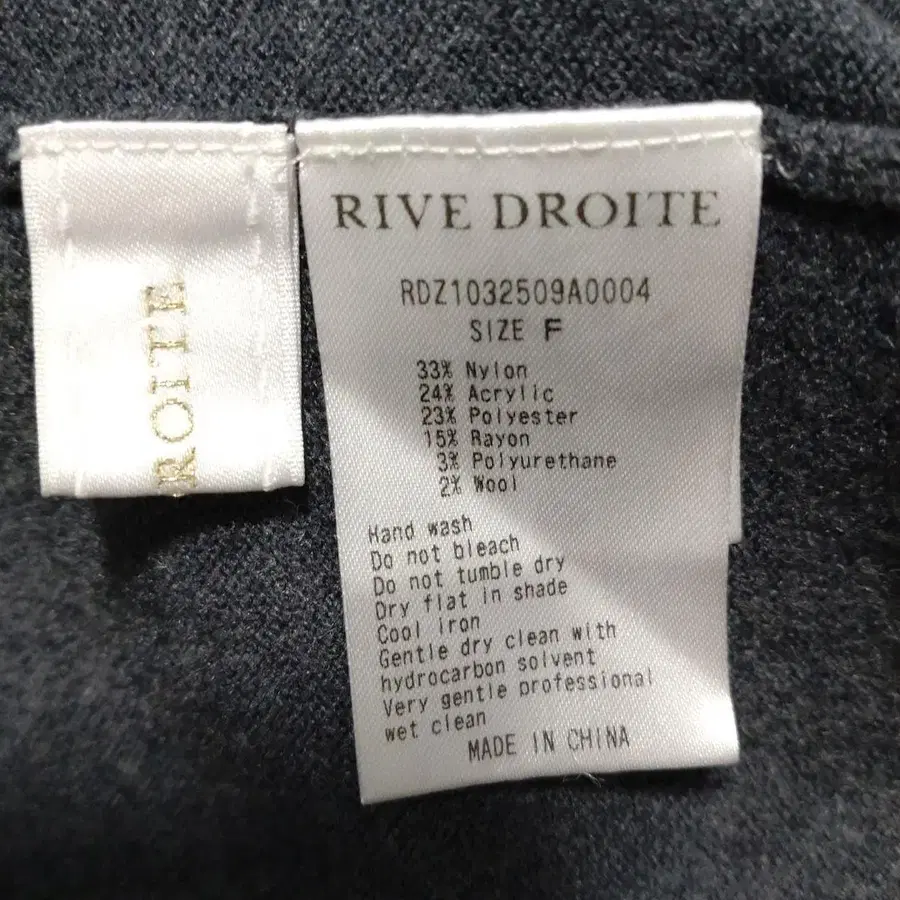 ROITE
RIVE DROITE
RDZ1032509A0004
SIZE F
33% Nylon
24% Acrylic
23% Polyester
15% Rayon
3% Polyurethane
2% Wool
Hand wash
Do not bleach
Do not tumble dry
Dry flat in shade
Cool iron
Gentle dry clean with
hydrocarbon solvent
Very gentle professional
wet clean
MADE IN CHINA